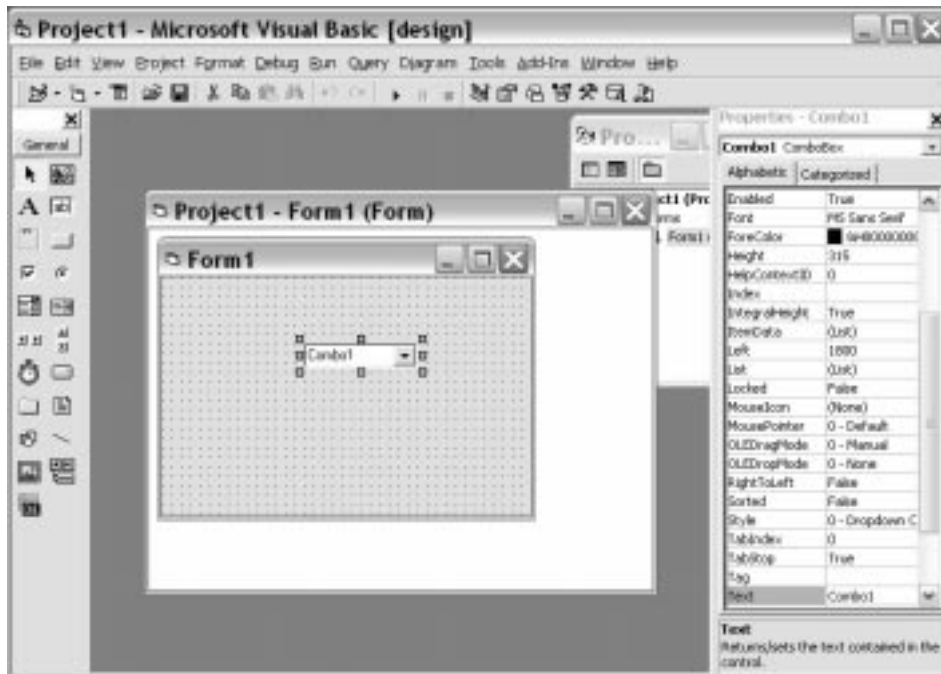 Project1 - Microsoft Visual Basic [design]
File Edit View Project Format Debug Run Query Diagram Tools Add-Ins Window Help
General
Pro...
Properties - Combo1
Combo1 ComboBox
Alphabetic Categorized
Project1 - Form1 (Form)
Form1
Combo1
Enabled True
Font MS Sans Serif
ForeColor
Height 315
HelpContextID 0
Index
IntegralHeight True
ItemData (List)
Left 1800
List (List)
Locked False
MouseIcon (None)
MousePointer 0 - Default
OLEDragMode 0 - Manual
OLEDropMode 0 - None
RightToLeft False
Sorted False
Style 0 - Dropdown C
TabIndex 0
TabStop True
Tag
Text Combo1
Text
Returns/sets the text contained in the
control.